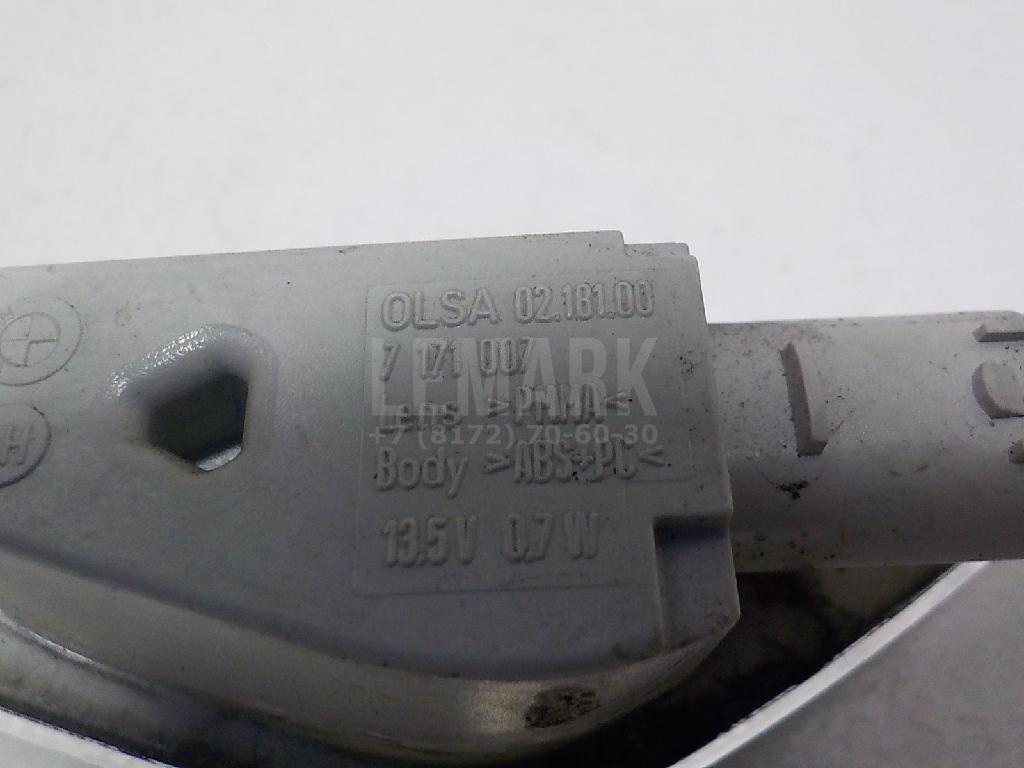 OLSA 02.181.00
7 171 007
Lens >PMMA<
Body >ABS+PC<
13.5V 0.7W
LEMARK
+7 (8172) 70-60-30
H